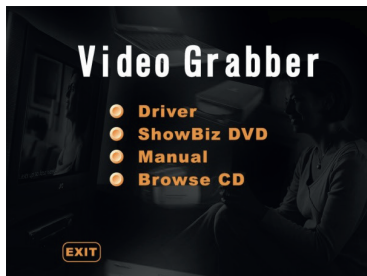 Video Grabber
Driver
ShowBiz DVD
Manual
Browse CD
EXIT